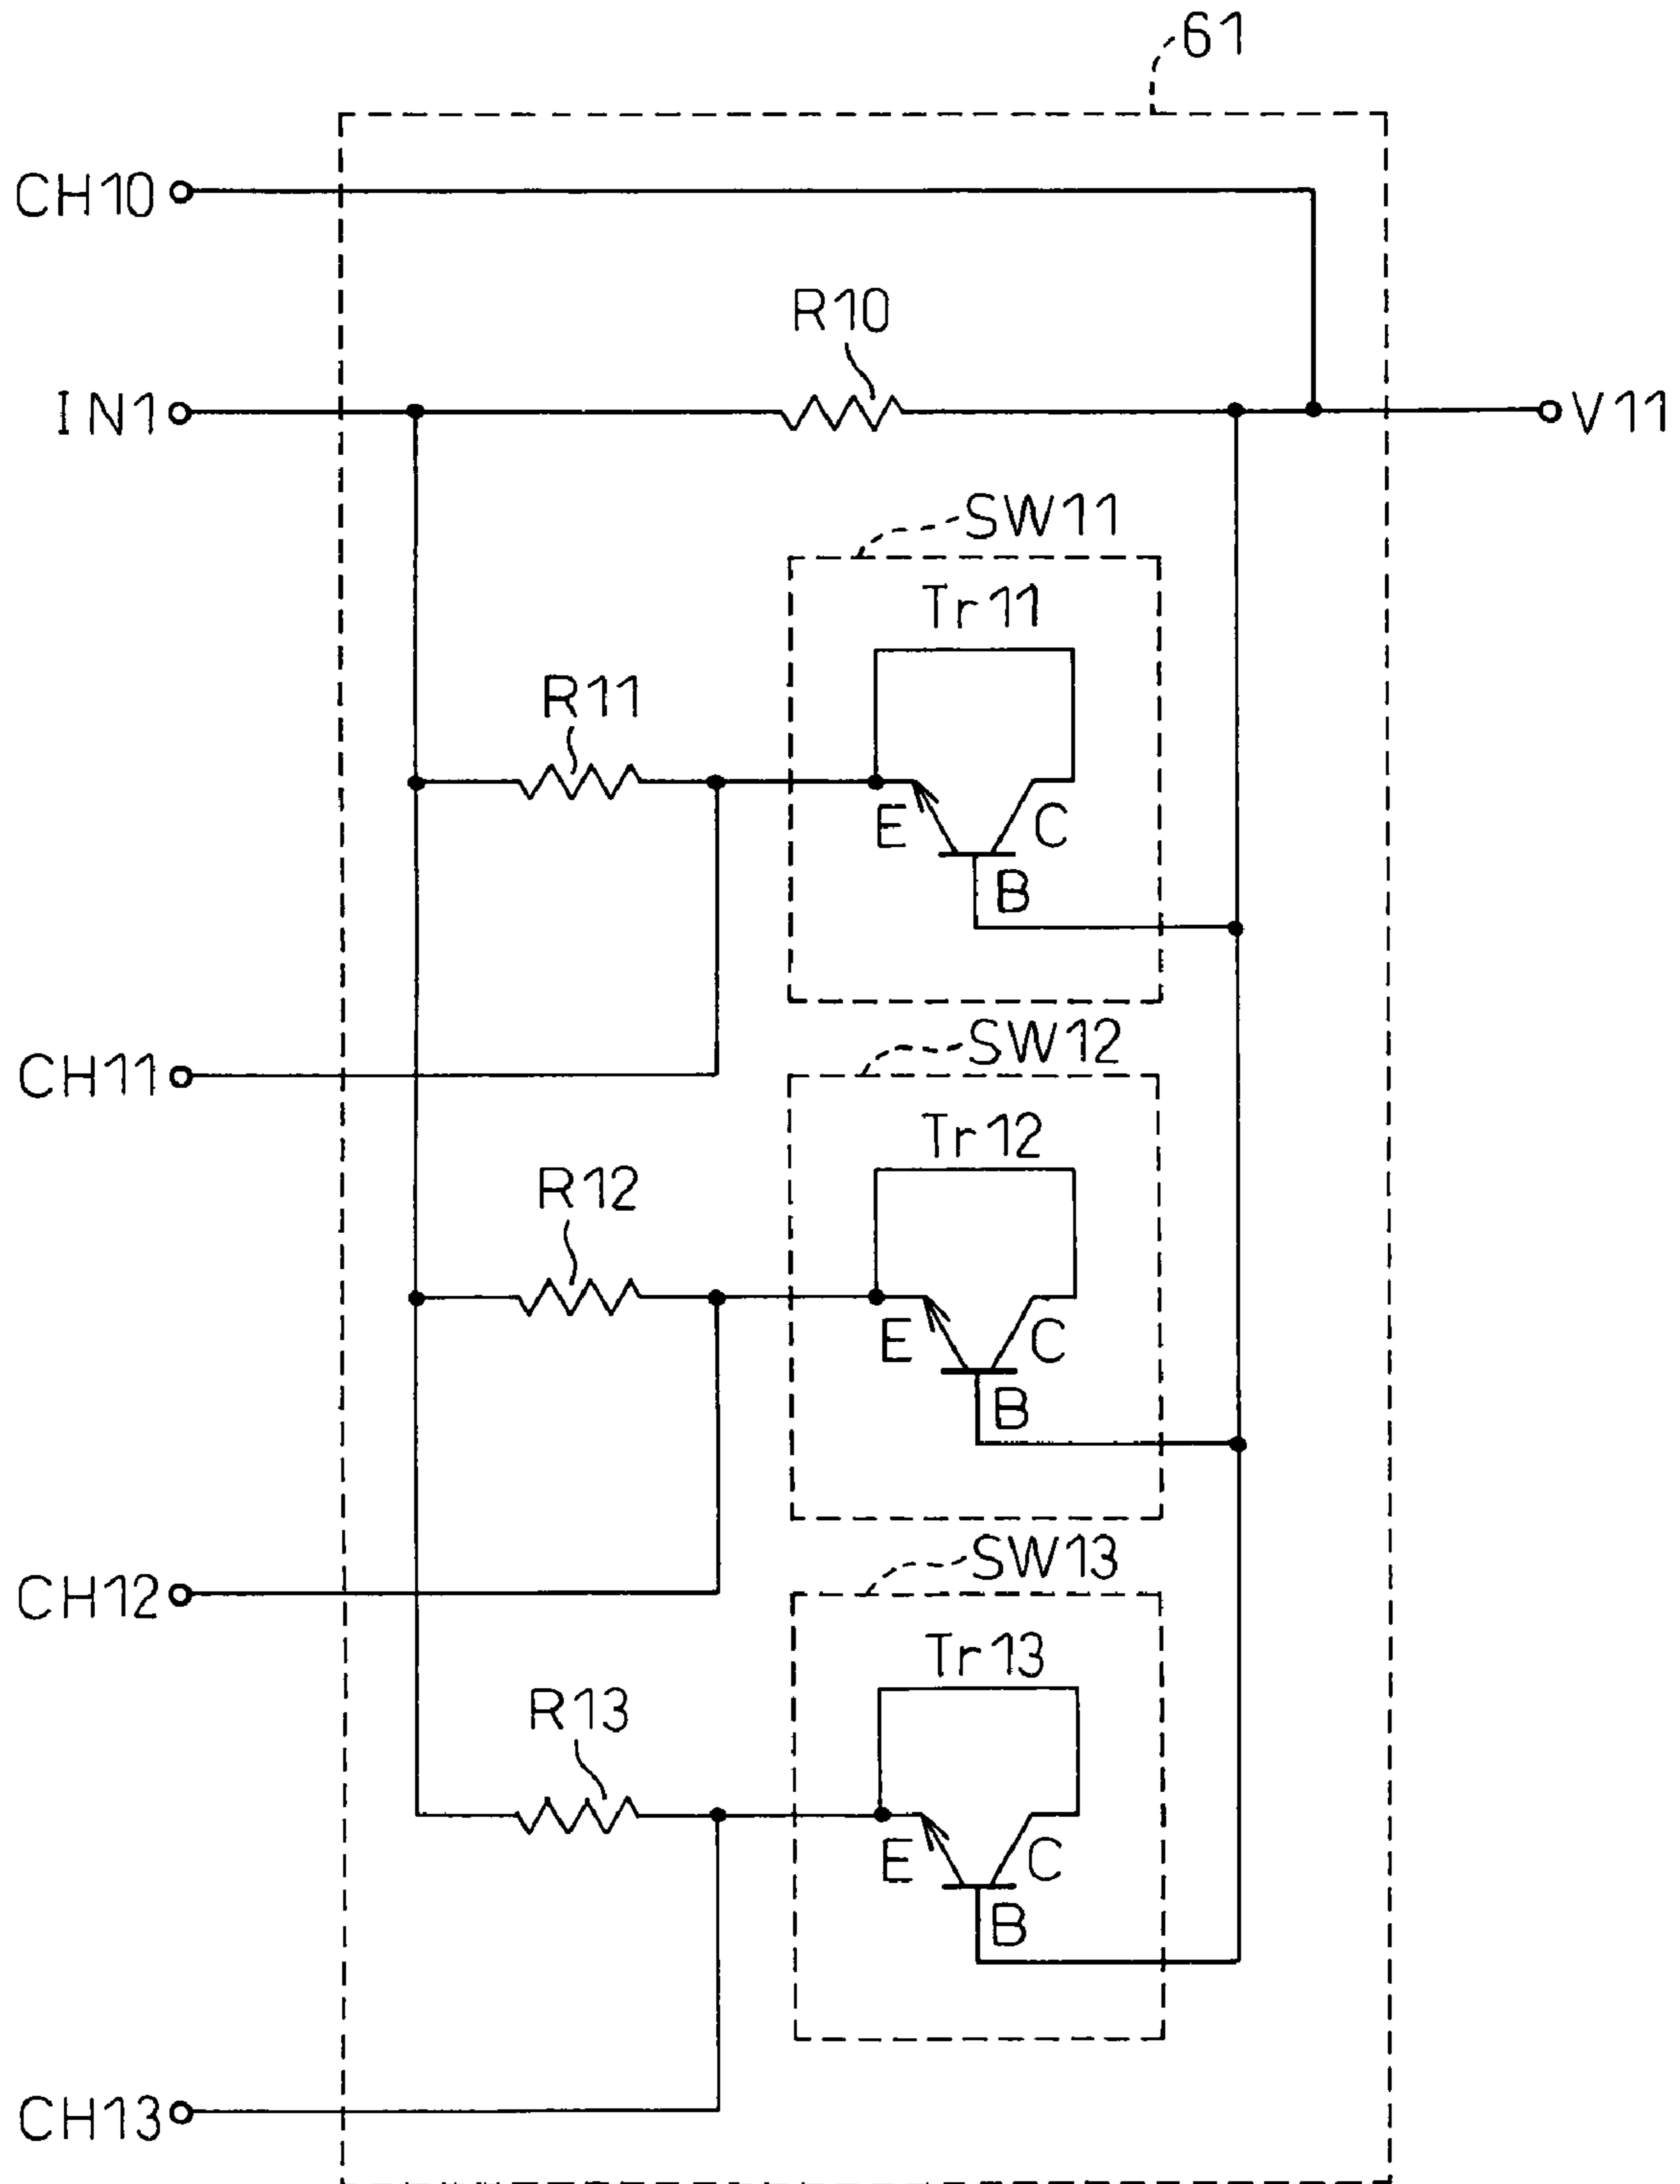 61
CH10
R10
IN1
V11
SW11
Tr11
R11
E
C
B
SW12
CH11
Tr12
R12
E
C
B
SW13
CH12
Tr13
R13
E
C
B
CH13